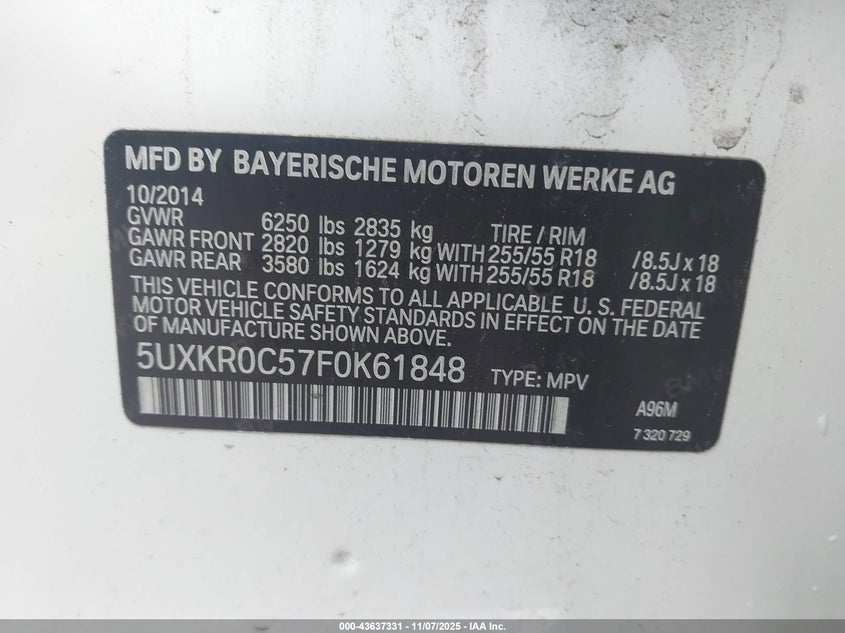 MFD BY BAYERISCHE MOTOREN WERKE AG
10/2014
GVWR 6250 lbs 2835 kg TIRE / RIM
GAWR FRONT 2820 lbs 1279 kg WITH 255/55 R18 /8.5J x 18
GAWR REAR 3580 lbs 1624 kg WITH 255/55 R18 /8.5J x 18
THIS VEHICLE CONFORMS TO ALL APPLICABLE U. S. FEDERAL
MOTOR VEHICLE SAFETY STANDARDS IN EFFECT ON THE DATE
OF MANUFACTURE SHOWN ABOVE.
5UXKR0C57F0K61848 TYPE: MPV
A96M
7 320 729
000-43637331 - 11/07/2025 - IAA Inc.